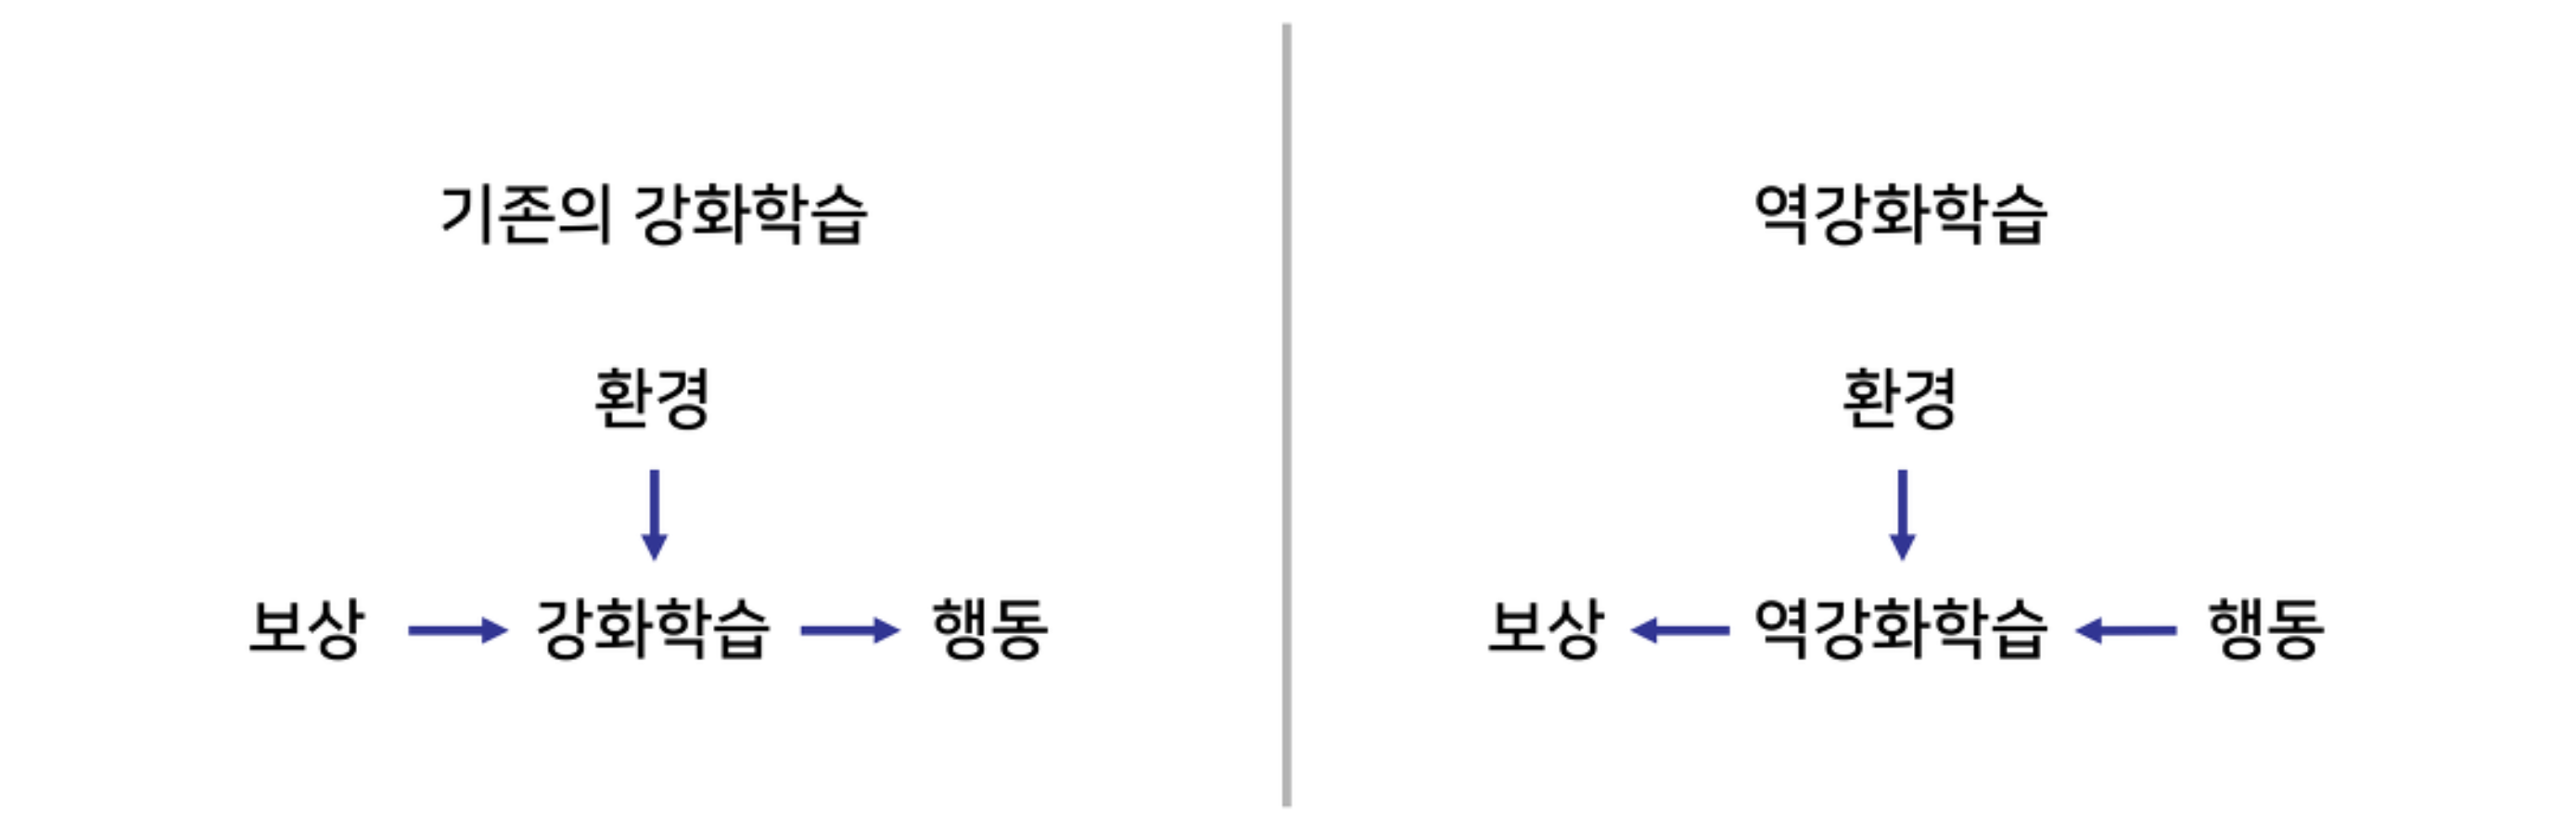 기존의 강화학습
환경
보상 강화학습 행동
역강화학습
환경
보상 역강화학습 행동